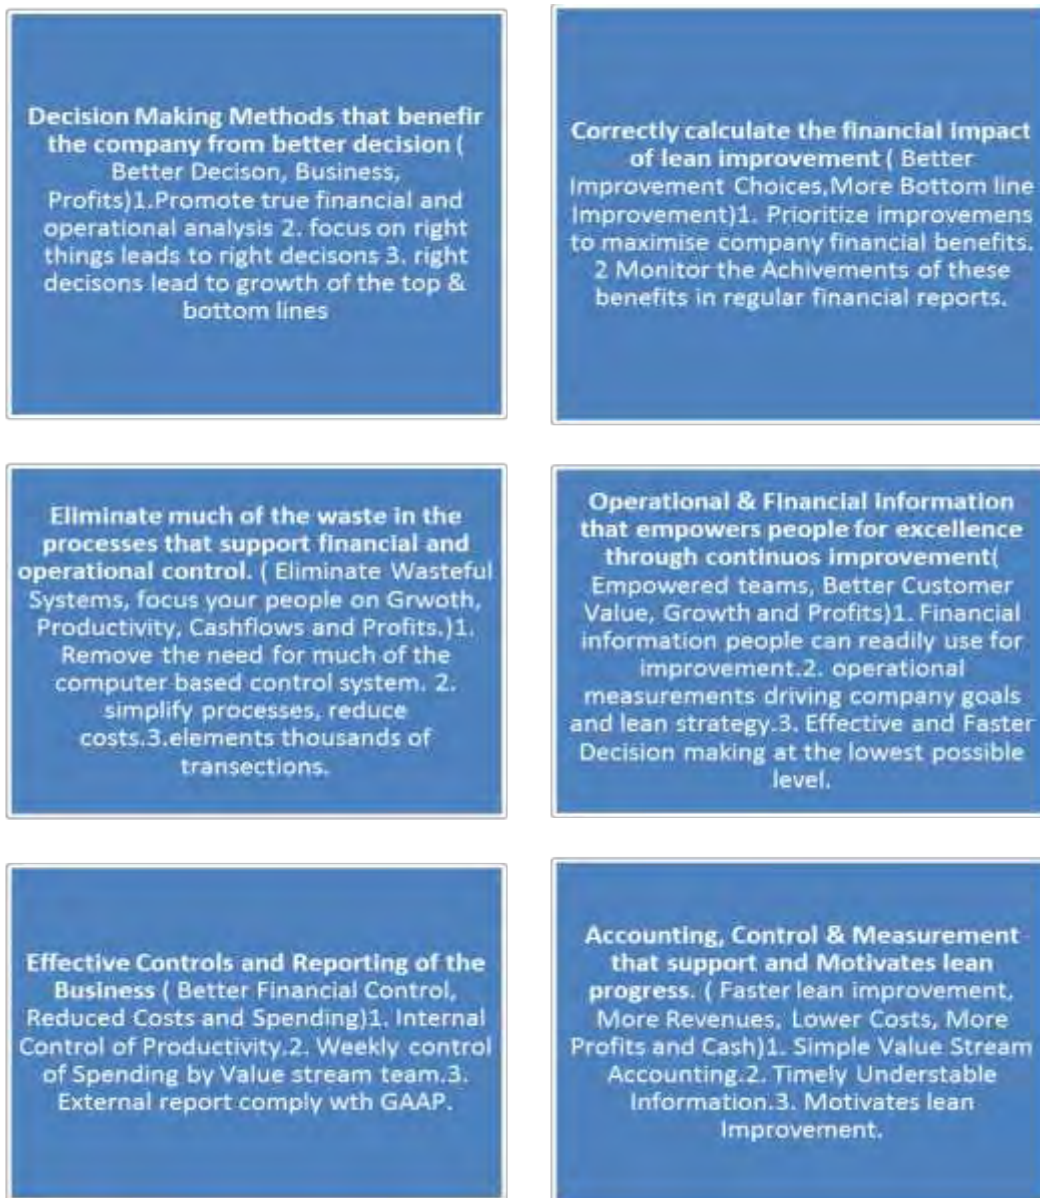 Decision Making Methods that benefir
the company from better decision (
Better Decison, Business,
Profits)1.Promote true financial and
operational analysis 2. focus on right
things leads to right decisons 3. right
decisons lead to growth of the top &
bottom lines
Correctly calculate the financial impact
of lean improvement ( Better
Improvement Choices,More Bottom line
Improvement)1. Prioritize improvemens
to maximise company financial benefits.
2 Monitor the Achivements of these
benefits in regular financial reports.
Eliminate much of the waste in the
processes that support financial and
operational control. ( Eliminate Wasteful
Systems, focus your people on Grwoth,
Productivity, Cashflows and Profits.)1.
Remove the need for much of the
computer based control system. 2.
simplify processes, reduce
costs.3.elements thousands of
transections.
Operational & Financial information
that empowers people for excellence
through continuos improvement(
Empowered teams, Better Customer
Value, Growth and Profits)1. Financial
information people can readily use for
improvement.2. operational
measurements driving company goals
and lean strategy.3. Effective and Faster
Decision making at the lowest possible
level.
Effective Controls and Reporting of the
Business ( Better Financial Control,
Reduced Costs and Spending)1. Internal
Control of Productivity.2. Weekly control
of Spending by Value stream team.3.
External report comply wth GAAP.
Accounting, Control & Measurement
that support and Motivates lean
progress. ( Faster lean improvement,
More Revenues, Lower Costs, More
Profits and Cash)1. Simple Value Stream
Accounting.2. Timely Understable
Information.3. Motivates lean
Improvement.